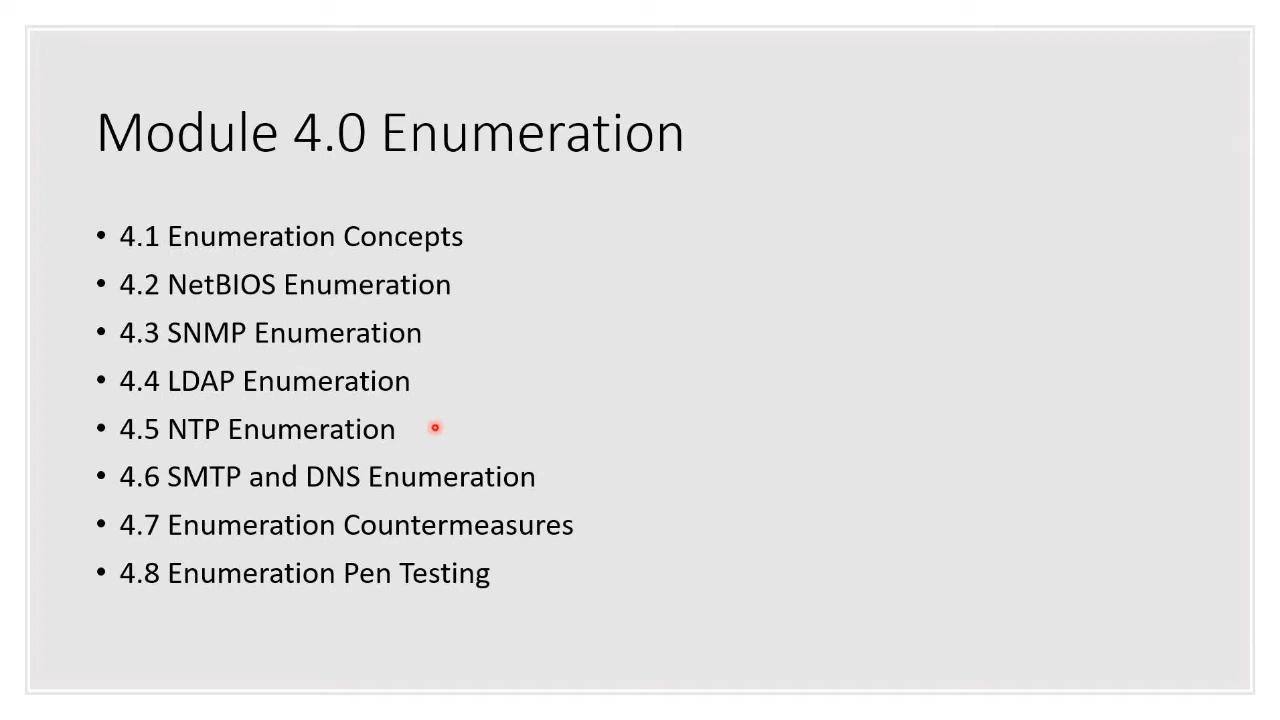 Module 4.0 Enumeration
• 4.1 Enumeration Concepts
• 4.2 NetBIOS Enumeration
• 4.3 SNMP Enumeration
• 4.4 LDAP Enumeration
• 4.5 NTP Enumeration
• 4.6 SMTP and DNS Enumeration
• 4.7 Enumeration Countermeasures
• 4.8 Enumeration Pen Testing